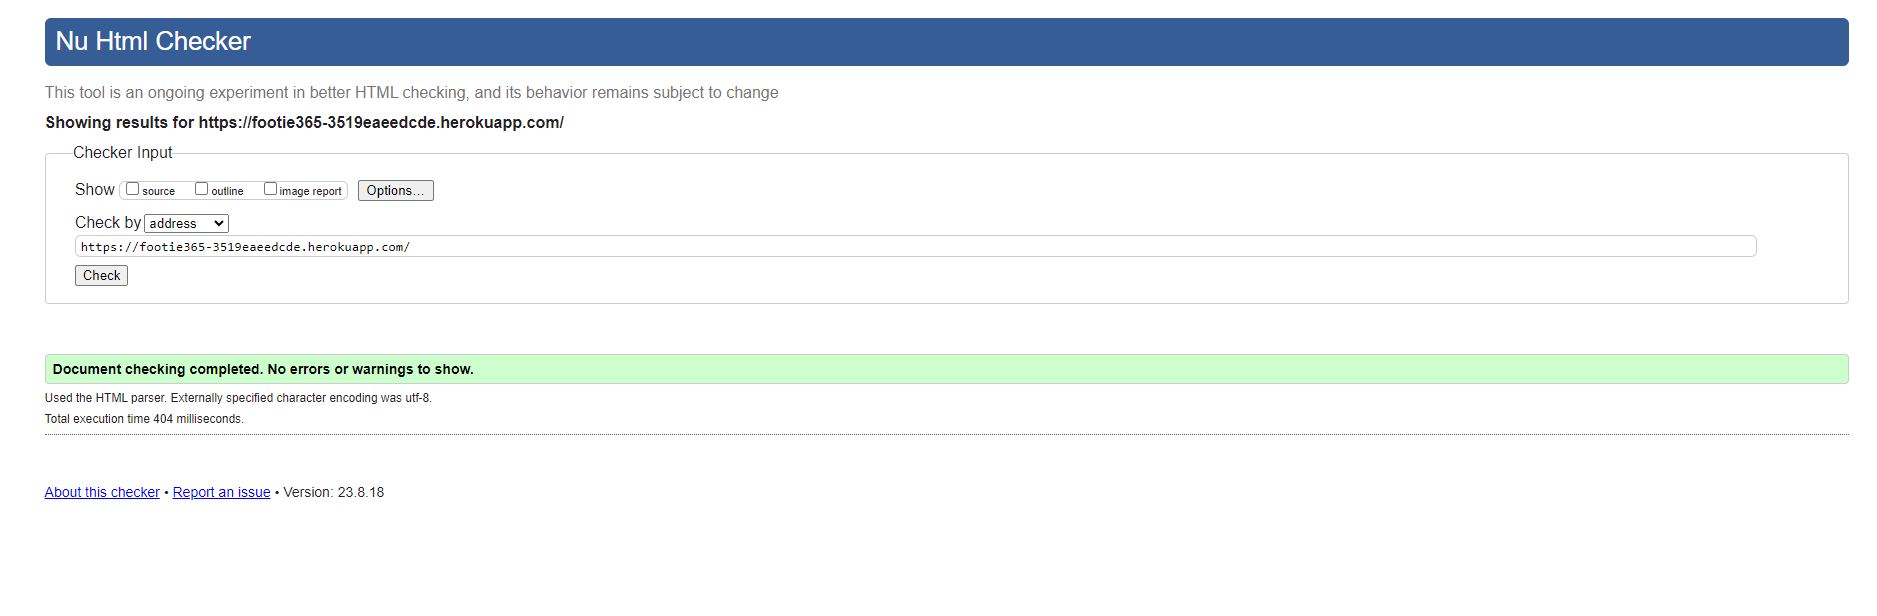 Nu Html Checker
This tool is an ongoing experiment in better HTML checking, and its behavior remains subject to change
Showing results for https://footie365-3519eaeedcde.herokuapp.com/
Checker Input
Show source outline image report Options...
Check by address
https://footie365-3519eaeedcde.herokuapp.com/
Check
Document checking completed. No errors or warnings to show.
Used the HTML parser. Externally specified character encoding was utf-8.
Total execution time 404 milliseconds.
About this checker • Report an issue • Version: 23.8.18